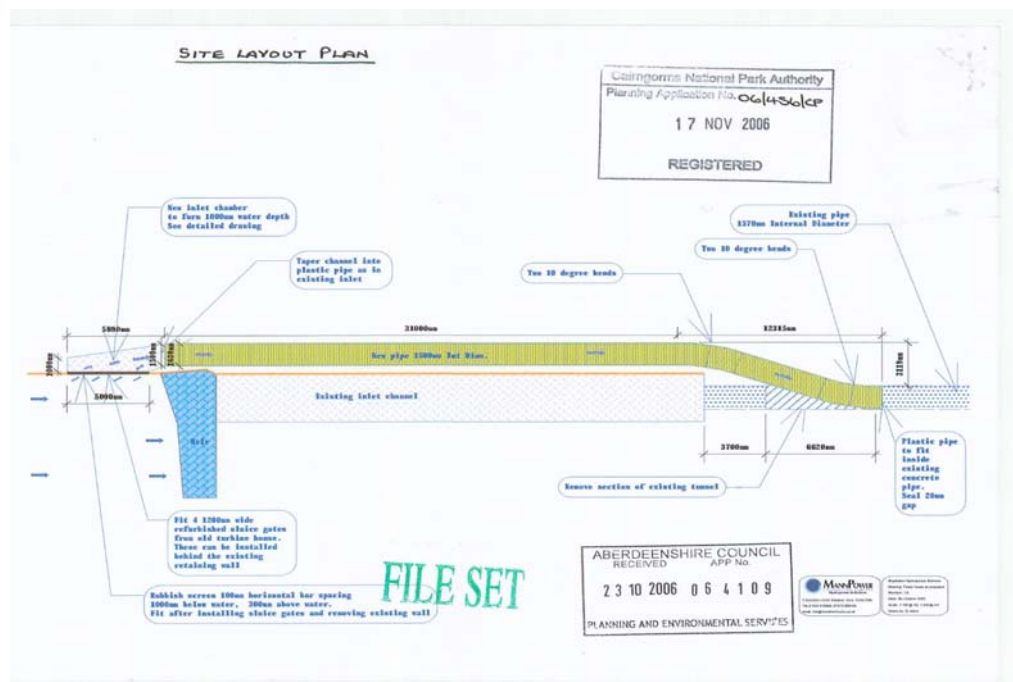 SITE LAYOUT PLAN
Cairngorms National Park Authority
Planning Application No. 06/456/CP
17 NOV 2006
REGISTERED
New inlet chamber
to form 1000mm water depth
See detailed drawing
Taper channel into
plastic pipe as in
existing inlet
Two 10 degree bends
Two 10 degree bends
Existing pipe
1570mm Internal Diameter
31000mm
12315mm
1000mm
1500mm
New pipe 1500mm Int Diam.
5000mm
Existing inlet channel
Weir
3700mm
6620mm
Remove section of existing tunnel
Plastic pipe
to fit
inside
existing
concrete
pipe.
Seal 20mm
gap
Fit 4 1200mm wide
refurbished sluice gates
from old turbine house.
These can be installed
behind the existing
retaining wall
Rubbish screen 100mm horizontal bar spacing
1000mm below water, 300mm above water.
Fit after installing sluice gates and removing existing wall
FILE SET
ABERDEENSHIRE COUNCIL
RECEIVED APP No.
23 10 2006 06 4109
PLANNING AND ENVIRONMENTAL SERVICES
MANNPOWER